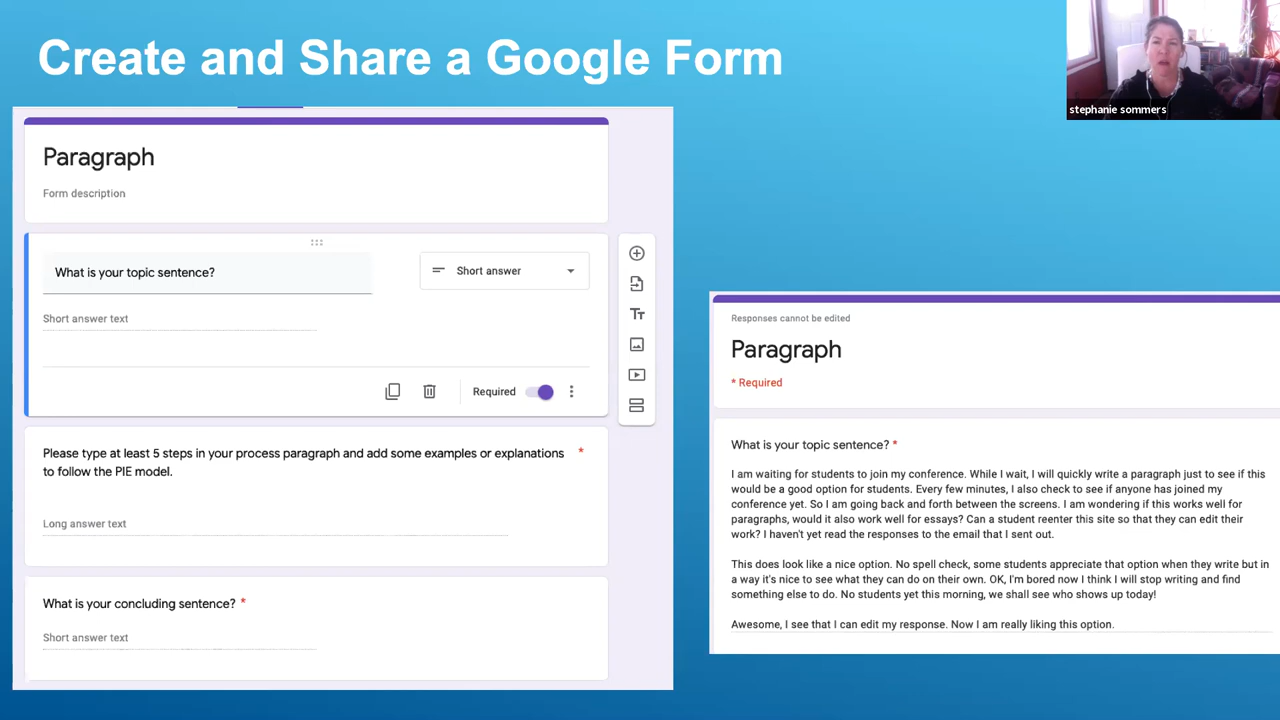 Create and Share a Google Form
stephanie sommers
Paragraph
Form description
What is your topic sentence?
Short answer
Short answer text
Required
Please type at least 5 steps in your process paragraph and add some examples or explanations *
to follow the PIE model.
Long answer text
What is your concluding sentence? *
Short answer text
Responses cannot be edited
Paragraph
* Required
What is your topic sentence? *
I am waiting for students to join my conference. While I wait, I will quickly write a paragraph just to see if this
would be a good option for students. Every few minutes, I also check to see if anyone has joined my
conference yet. So I am going back and forth between the screens. I am wondering if this works well for
paragraphs, would it also work well for essays? Can a student reenter this site so that they can edit their
work? I haven't yet read the responses to the email that I sent out.
This does look like a nice option. No spell check, some students appreciate that option when they write but in
a way it's nice to see what they can do on their own. OK, I'm bored now I think I will stop writing and find
something else to do. No students yet this morning, we shall see who shows up today!
Awesome, I see that I can edit my response. Now I am really liking this option.